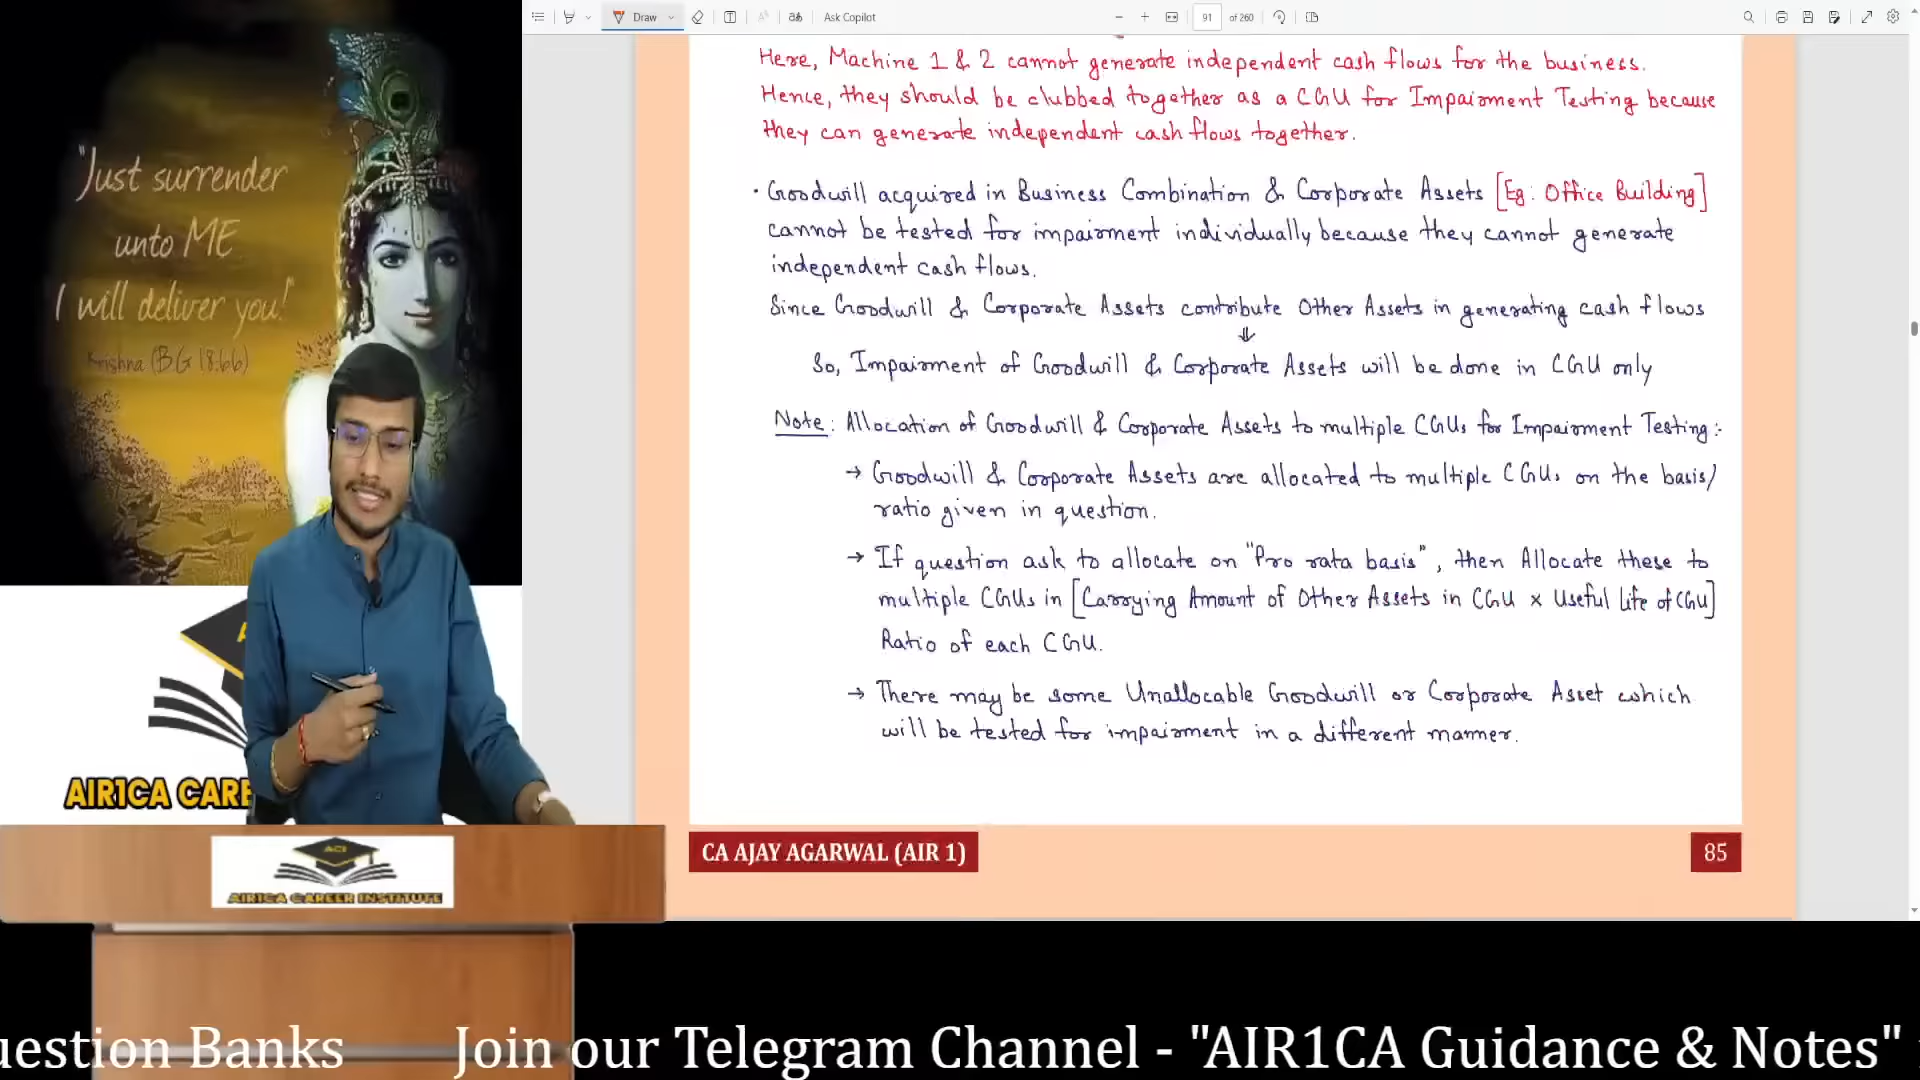 Draw
Ask Copilot
91
of 260
"Just surrender
unto ME
I will deliver you!"
Krishna (BG 18:66)
Here, Machine 1 & 2 cannot generate independent cash flows for the business.
Hence, they should be clubbed together as a CGU for Impairment Testing because
they can generate independent cash flows together.
• Goodwill acquired in Business Combination & Corporate Assets [Eg: Office Building]
cannot be tested for impairment individually because they cannot generate
independent cash flows.
Since Goodwill & Corporate Assets contribute Other Assets in generating cash flows
⇓
So, Impairment of Goodwill & Corporate Assets will be done in CGU only
Note: Allocation of Goodwill & Corporate Assets to multiple CGUs for Impairment Testing:-
→ Goodwill & Corporate Assets are allocated to multiple CGUs on the basis/
ratio given in question.
→ If question ask to allocate on "Pro rata basis", then Allocate these to
multiple CGUs in [Carrying Amount of Other Assets in CGU x Useful life of CGU]
Ratio of each CGU.
→ There may be some Unallocable Goodwill or Corporate Asset which
will be tested for impairment in a different manner.
AIR1CA CARE
CA AJAY AGARWAL (AIR 1)
85
ACI
AIR1CA CAREER INSTITUTE
uestion Banks Join our Telegram Channel - "AIR1CA Guidance & Notes"